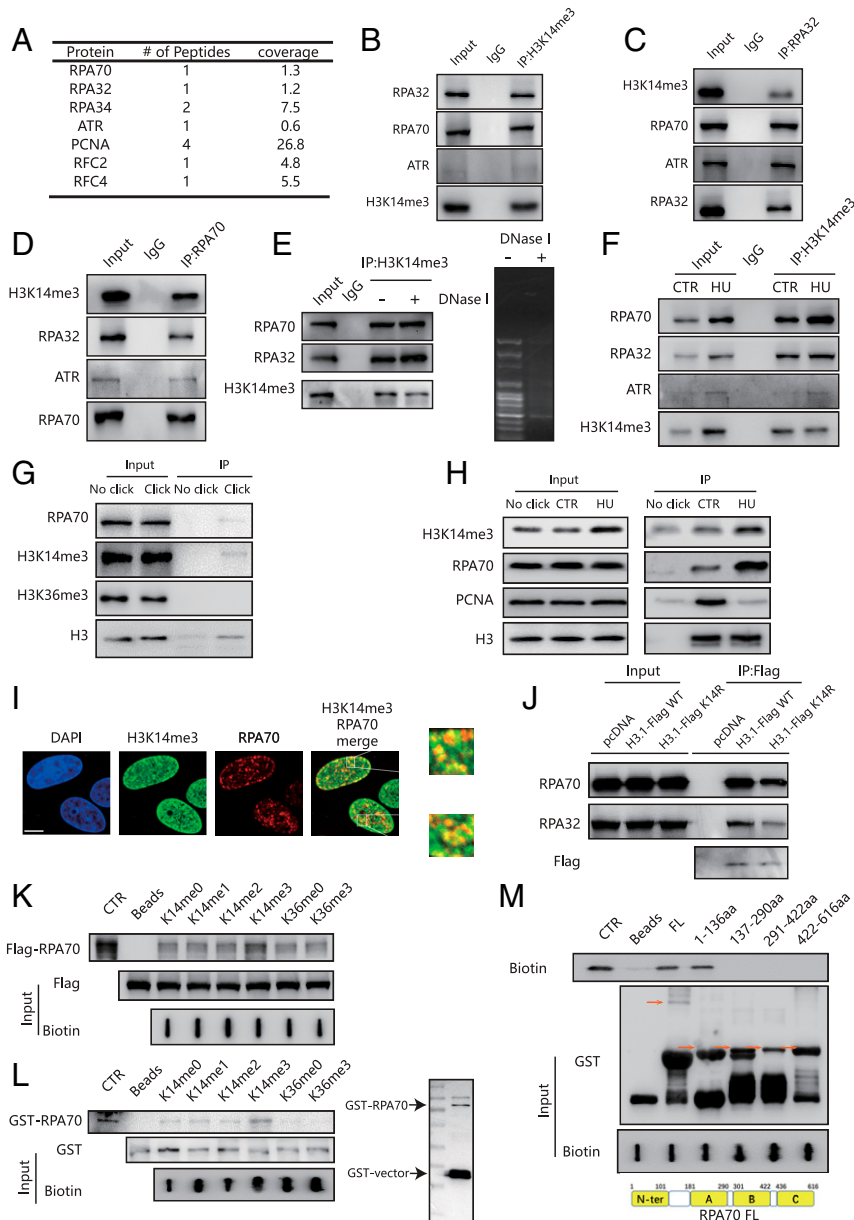 A
Protein # of Peptides coverage
RPA70 1 1.3
RPA32 1 1.2
RPA34 2 7.5
ATR 1 0.6
PCNA 4 26.8
RFC2 1 4.8
RFC4 1 5.5
B
Input IgG IP:H3K14me3
RPA32
RPA70
ATR
H3K14me3
C
Input IgG IP:RPA32
H3K14me3
RPA70
ATR
RPA32
D
Input IgG IP:RPA70
H3K14me3
RPA32
ATR
RPA70
E
IP:H3K14me3
Input IgG - + DNase I
RPA70
RPA32
H3K14me3
DNase I
- +
F
Input IgG IP:H3K14me3
CTR HU CTR HU
RPA70
RPA32
ATR
H3K14me3
G
Input IP
No click Click No click Click
RPA70
H3K14me3
H3K36me3
H3
H
Input IP
No click CTR HU No click CTR HU
H3K14me3
RPA70
PCNA
H3
I
DAPI H3K14me3 RPA70 H3K14me3 RPA70 merge
J
Input IP:Flag
pcDNA H3.1-Flag WT H3.1-Flag K14R pcDNA H3.1-Flag WT H3.1-Flag K14R
RPA70
RPA32
Flag
K
CTR Beads K14me0 K14me1 K14me2 K14me3 K36me0 K36me3
Flag-RPA70
Flag
Input
Biotin
L
CTR Beads K14me0 K14me1 K14me2 K14me3 K36me0 K36me3
GST-RPA70
GST
Input
Biotin
GST-RPA70
GST-vector
M
CTR Beads FL 1-136aa 137-290aa 291-422aa 422-616aa
Biotin
GST
Input
Biotin
1 101 181 290 301 422 436 616
N-ter A B C
RPA70 FL